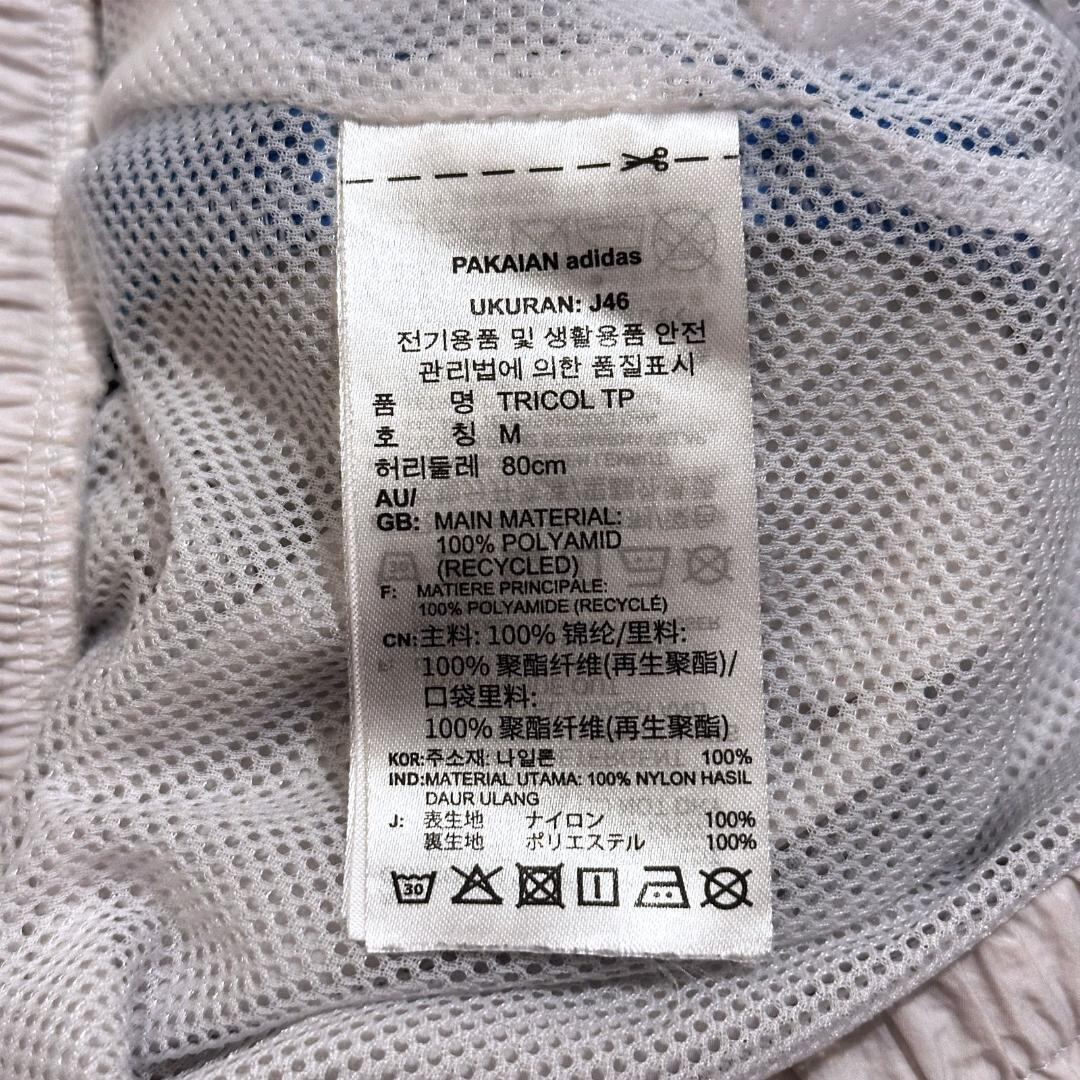 PAKAIAN adidas
UKURAN: J46
전기용품 및 생활용품 안전
관리법에 의한 품질표시
품 명 TRICOL TP
호 칭 M
허리둘레 80cm
AU/
GB: MAIN MATERIAL:
100% POLYAMID
(RECYCLED)
F: MATIERE PRINCIPALE:
100% POLYAMIDE (RECYCLÉ)
CN: 主料: 100% 锦纶/里料:
100% 聚酯纤维(再生聚酯)/
口袋里料:
100% 聚酯纤维(再生聚酯)
KOR: 주소재: 나일론 100%
IND: MATERIAL UTAMA: 100% NYLON HASIL
DAUR ULANG
J: 表生地 ナイロン 100%
裏生地 ポリエステル 100%
30